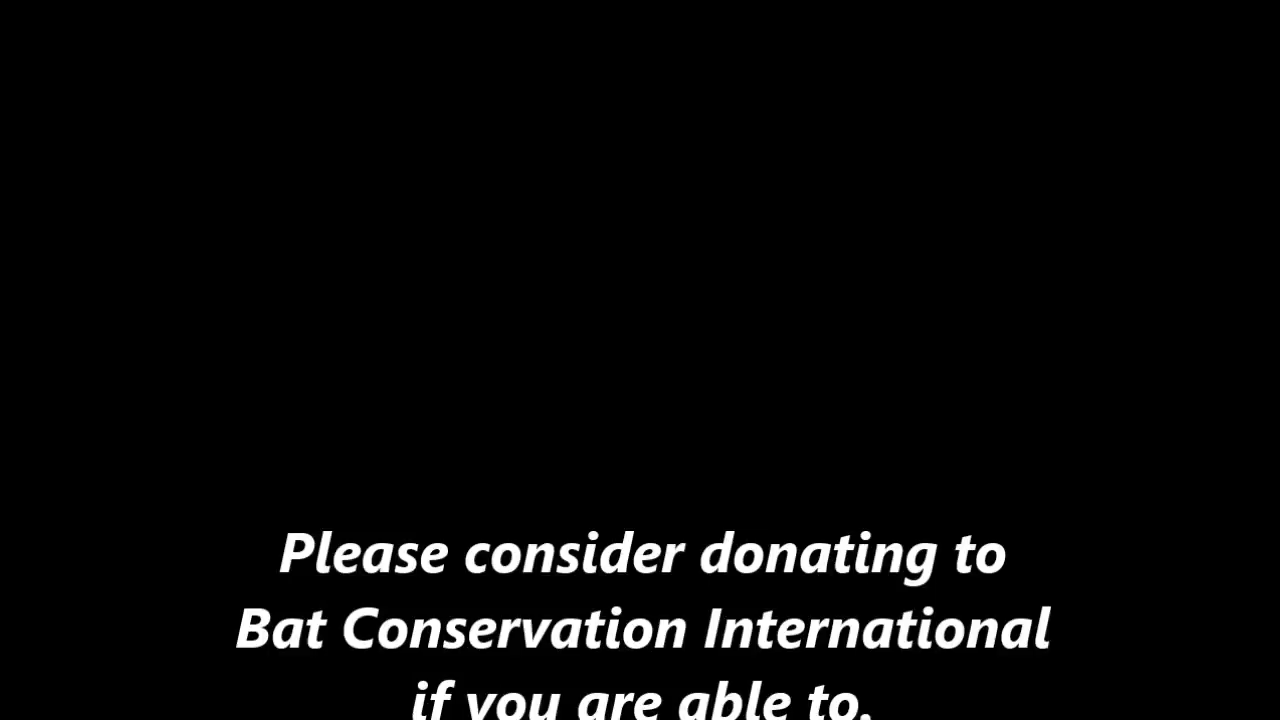 Please consider donating to
Bat Conservation International
if you are able to.